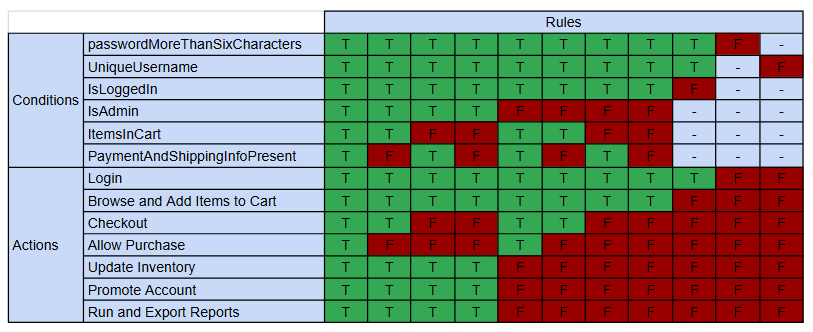 Rules
Conditions
passwordMoreThanSixCharacters T T T T T T T T T F -
UniqueUsername T T T T T T T T T - F
IsLoggedIn T T T T T T T T F - -
IsAdmin T T T T F F F F - - -
ItemsInCart T T F F T T F F - - -
PaymentAndShippingInfoPresent T F T F T F T F - - -
Actions
Login T T T T T T T T T F F
Browse and Add Items to Cart T T T T T T T T F F F
Checkout T T F F T T F F F F F
Allow Purchase T F F F T F F F F F F
Update Inventory T T T T F F F F F F F
Promote Account T T T T F F F F F F F
Run and Export Reports T T T T F F F F F F F